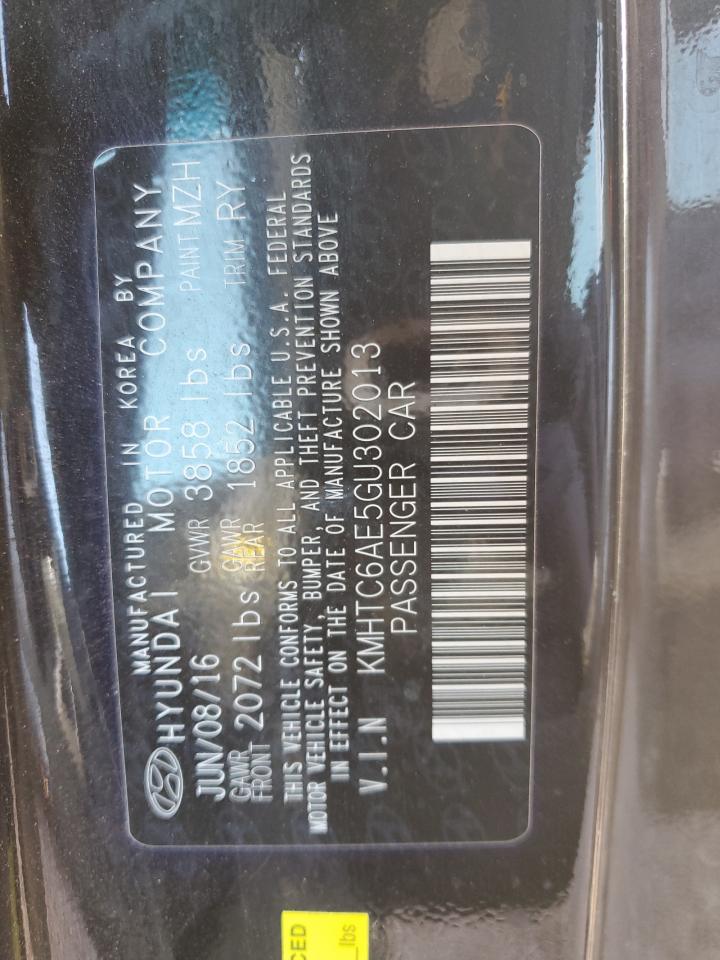 MANUFACTURED IN KOREA BY
HYUNDAI MOTOR COMPANY
JUN/08/16 GVWR 3858 lbs PAINT MZH
GAWR FRONT 2072 lbs GAWR REAR 1852 lbs TRIM RY
THIS VEHICLE CONFORMS TO ALL APPLICABLE U.S.A. FEDERAL
MOTOR VEHICLE SAFETY, BUMPER, AND THEFT PREVENTION STANDARDS
IN EFFECT ON THE DATE OF MANUFACTURE SHOWN ABOVE
V.I.N KMHTC6AE5GU302013
PASSENGER CAR
CED
lbs